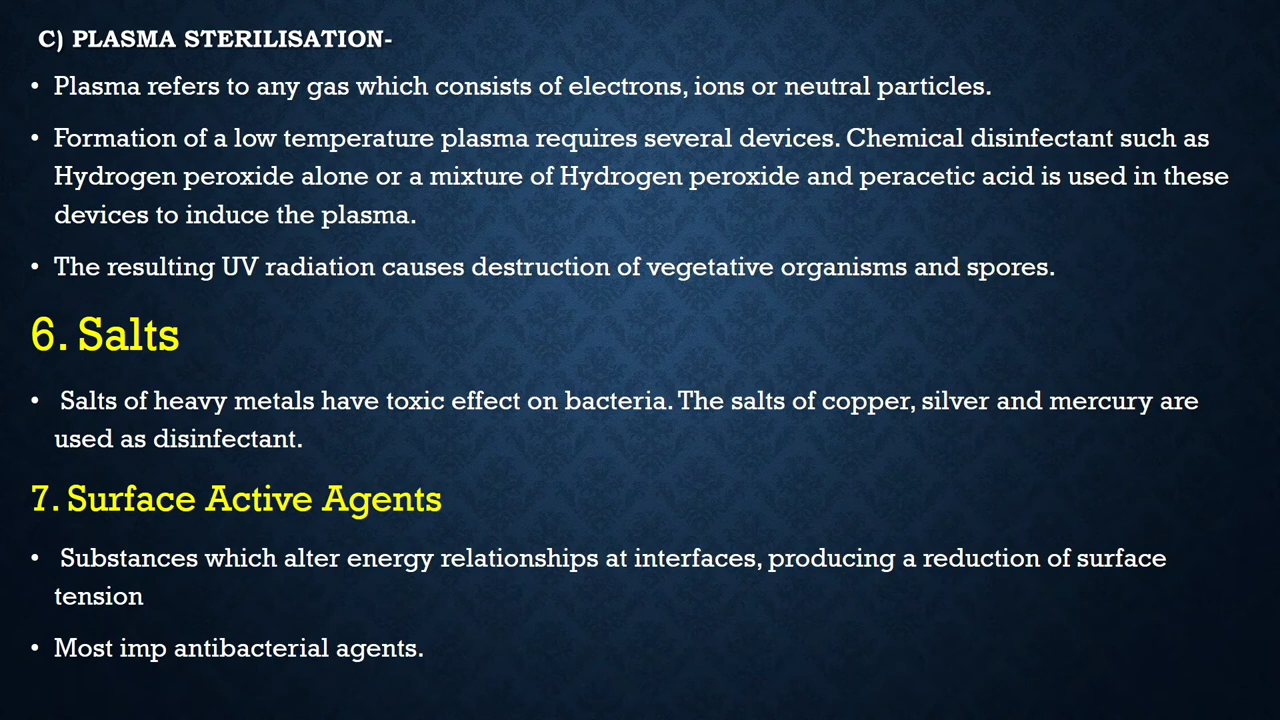 C) PLASMA STERILISATION-
• Plasma refers to any gas which consists of electrons, ions or neutral particles.
• Formation of a low temperature plasma requires several devices. Chemical disinfectant such as
Hydrogen peroxide alone or a mixture of Hydrogen peroxide and peracetic acid is used in these
devices to induce the plasma.
• The resulting UV radiation causes destruction of vegetative organisms and spores.
6. Salts
• Salts of heavy metals have toxic effect on bacteria. The salts of copper, silver and mercury are
used as disinfectant.
7. Surface Active Agents
• Substances which alter energy relationships at interfaces, producing a reduction of surface
tension
• Most imp antibacterial agents.